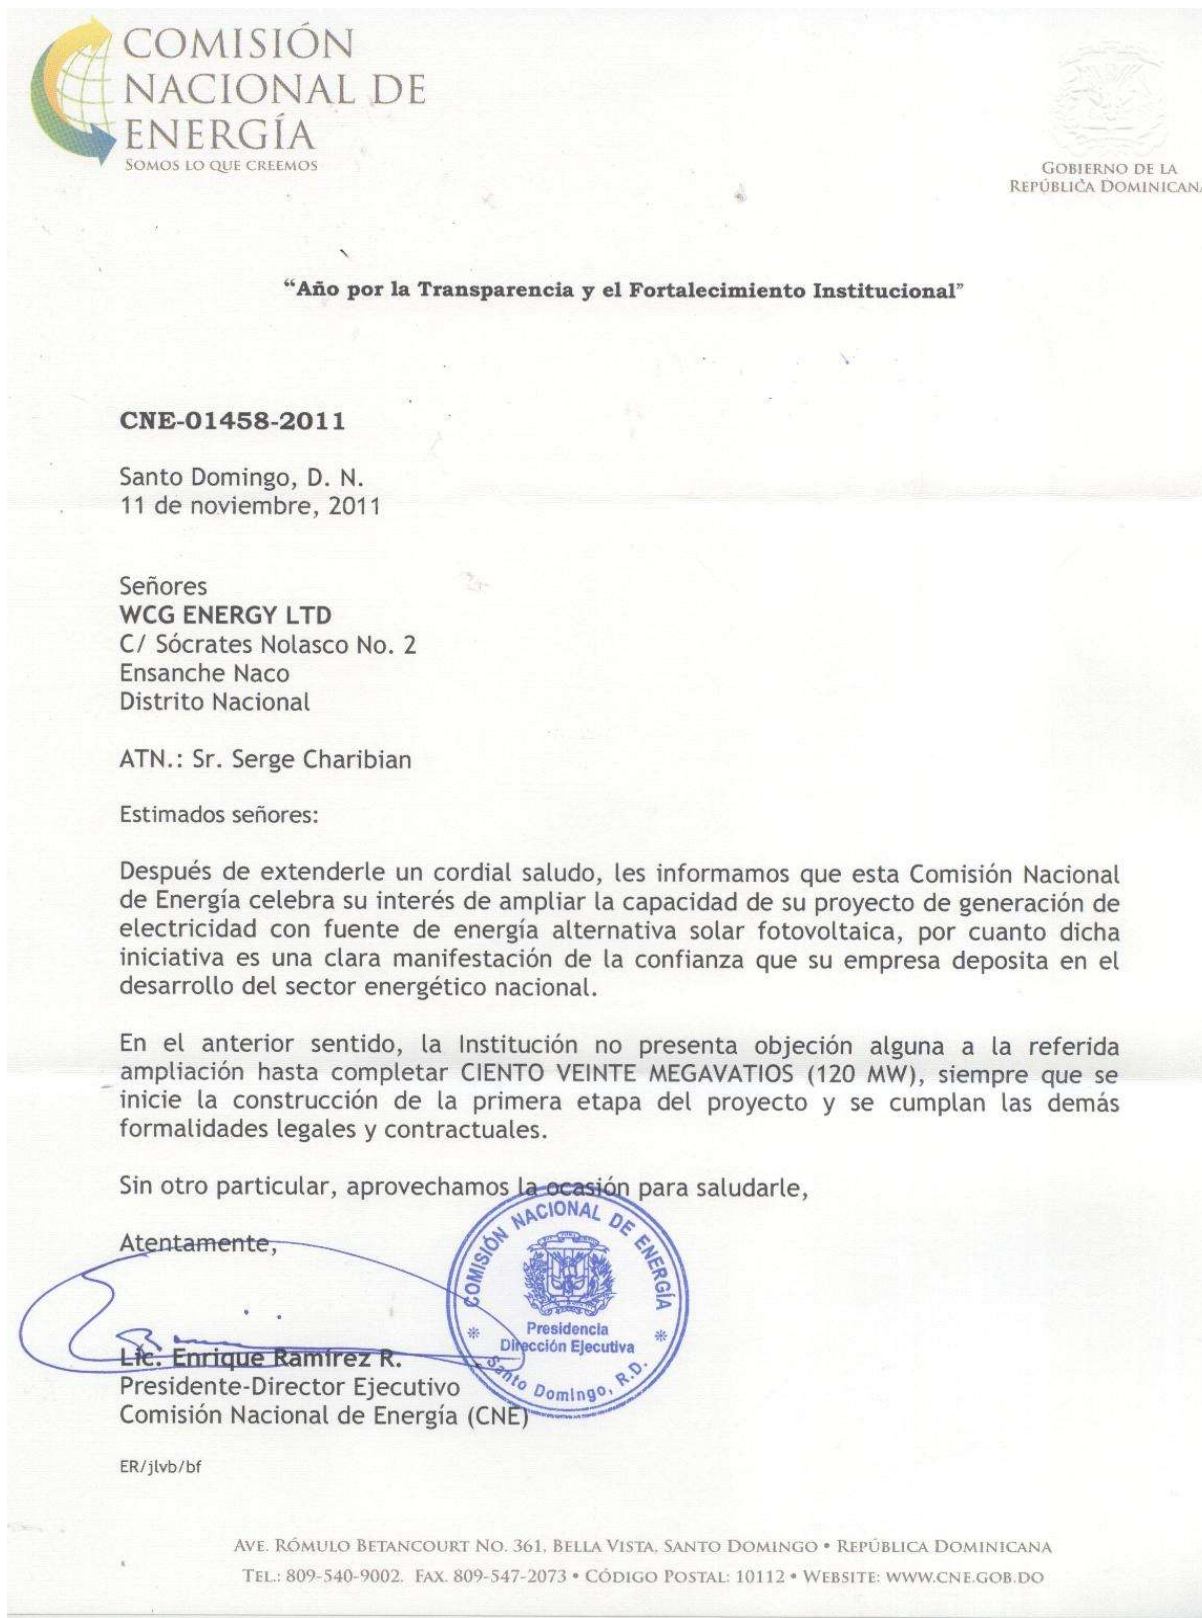 COMISIÓN
NACIONAL DE
ENERGÍA
SOMOS LO QUE CREEMOS
GOBIERNO DE LA
REPÚBLICA DOMINICANA
“Año por la Transparencia y el Fortalecimiento Institucional”
CNE-01458-2011
Santo Domingo, D. N.
11 de noviembre, 2011
Señores
WCG ENERGY LTD
C/ Sócrates Nolasco No. 2
Ensanche Naco
Distrito Nacional
ATN.: Sr. Serge Charibian
Estimados señores:
Después de extenderle un cordial saludo, les informamos que esta Comisión Nacional
de Energía celebra su interés de ampliar la capacidad de su proyecto de generación de
electricidad con fuente de energía alternativa solar fotovoltaica, por cuanto dicha
iniciativa es una clara manifestación de la confianza que su empresa deposita en el
desarrollo del sector energético nacional.
En el anterior sentido, la Institución no presenta objeción alguna a la referida
ampliación hasta completar CIENTO VEINTE MEGAVATIOS (120 MW), siempre que se
inicie la construcción de la primera etapa del proyecto y se cumplan las demás
formalidades legales y contractuales.
Sin otro particular, aprovechamos la ocasión para saludarle,
Atentamente,
COMISIÓN NACIONAL DE ENERGÍA
Presidencia
Dirección Ejecutiva
Santo Domingo, R.D.
Lic. Enrique Ramírez R.
Presidente-Director Ejecutivo
Comisión Nacional de Energía (CNE)
ER/jlvb/bf
AVE. RÓMULO BETANCOURT NO. 361, BELLA VISTA, SANTO DOMINGO • REPÚBLICA DOMINICANA
TEL.: 809-540-9002. FAX. 809-547-2073 • CÓDIGO POSTAL: 10112 • WEBSITE: WWW.CNE.GOB.DO